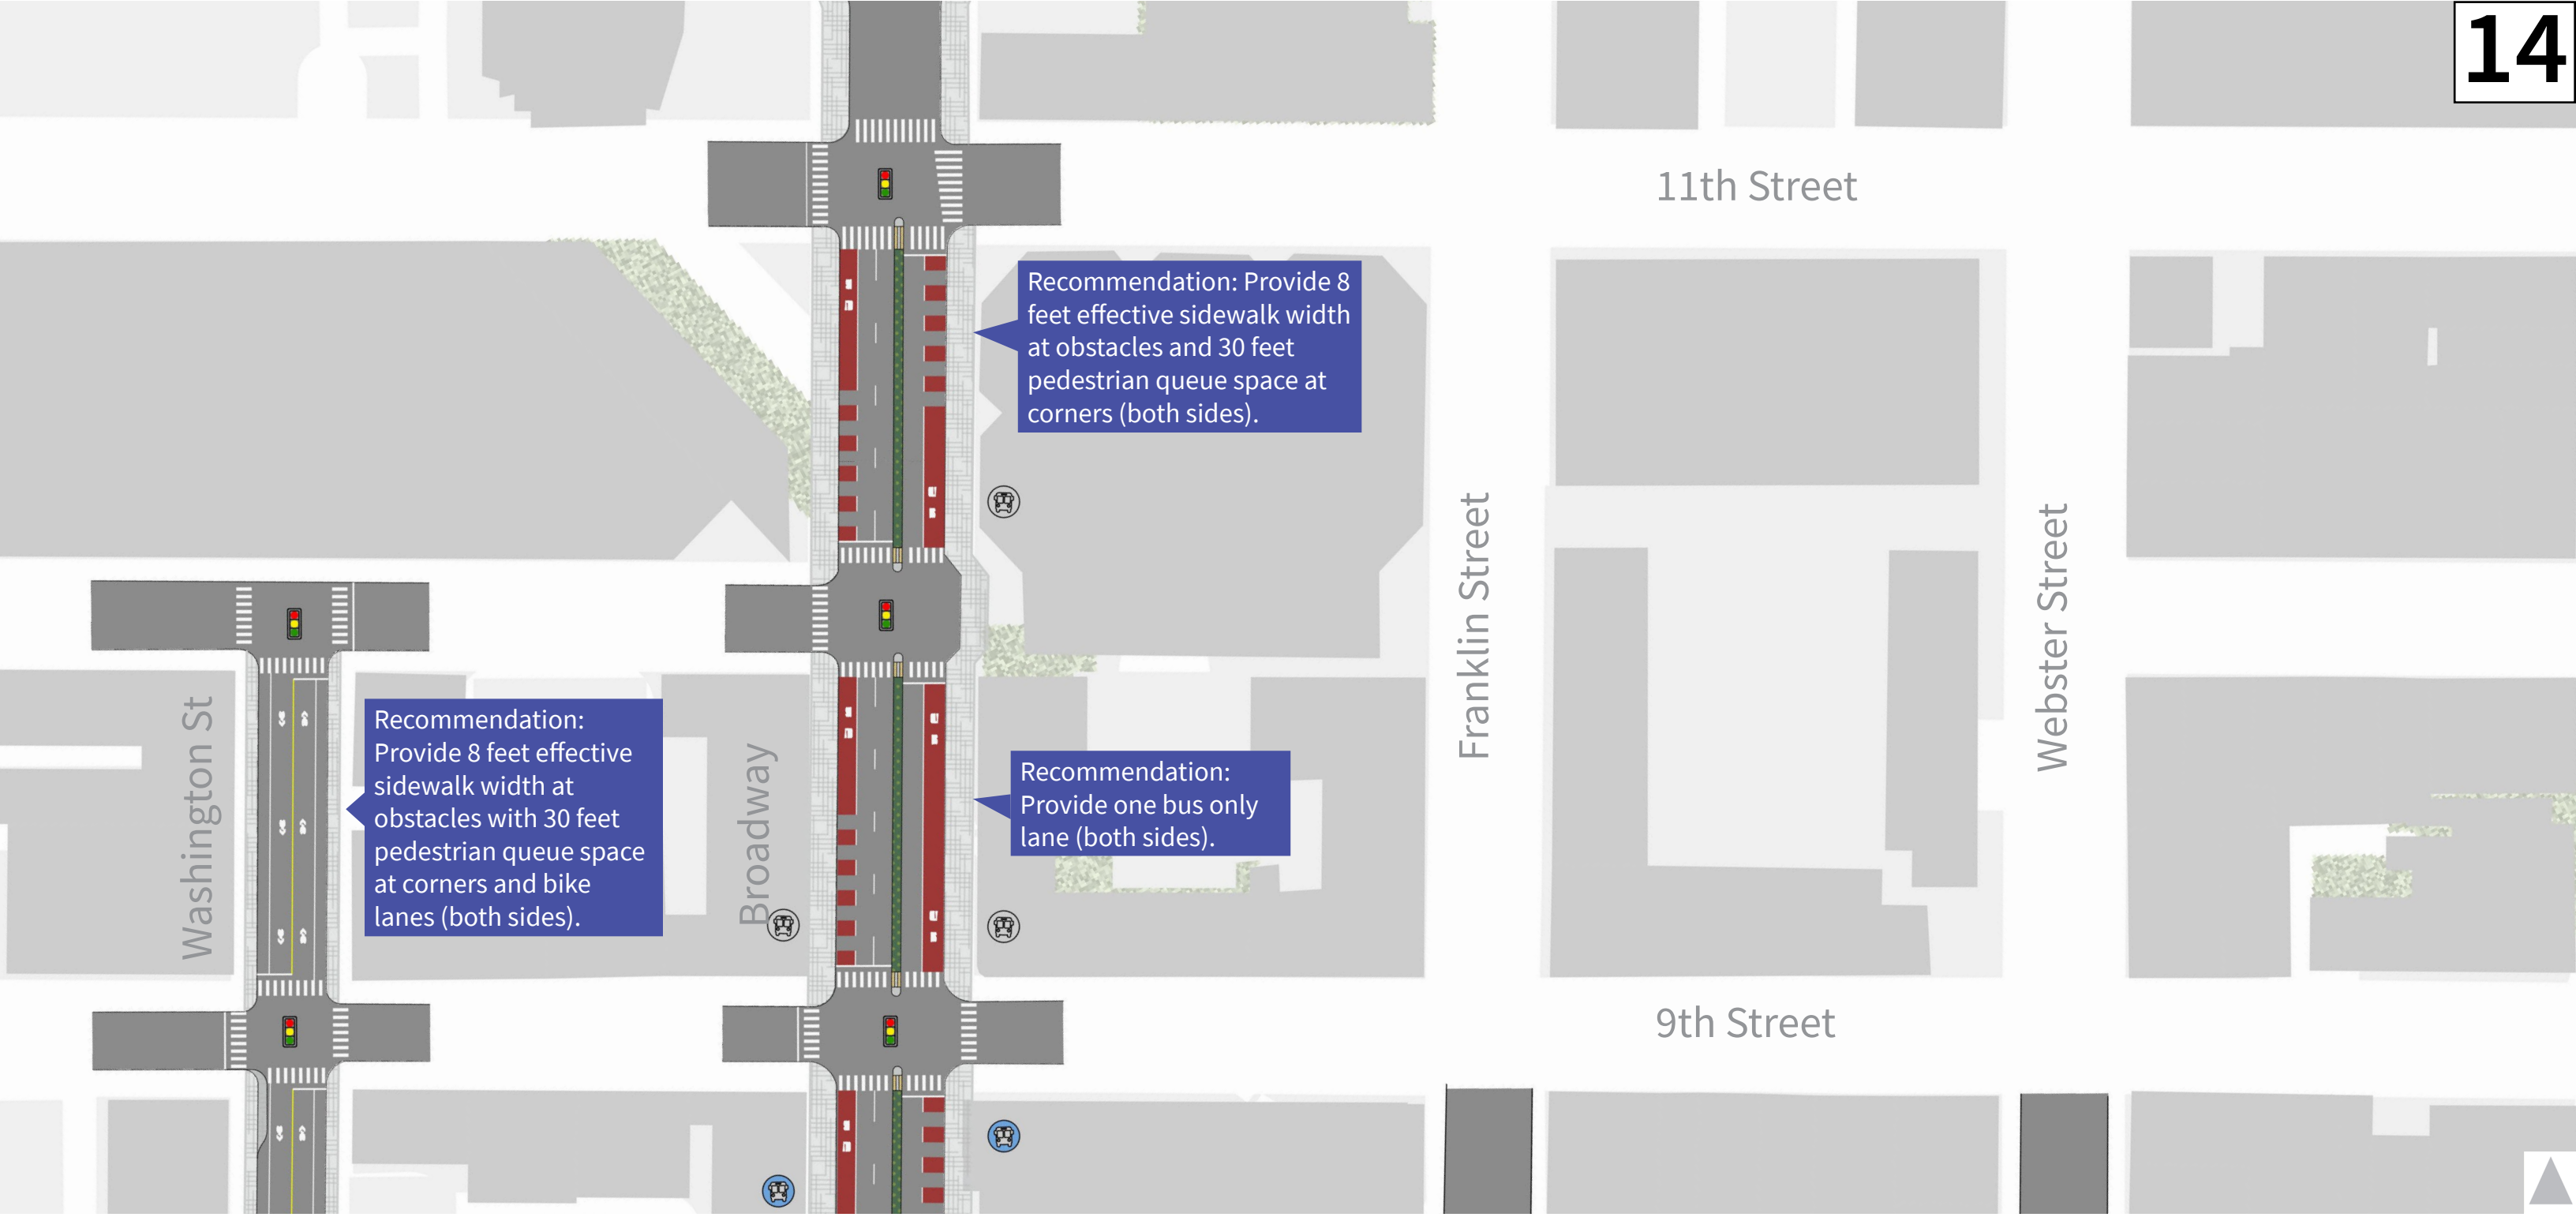 14
11th Street
Recommendation: Provide 8
feet effective sidewalk width
at obstacles and 30 feet
pedestrian queue space at
corners (both sides).
Franklin Street
Webster Street
Washington St
Recommendation:
Provide 8 feet effective
sidewalk width at
obstacles with 30 feet
pedestrian queue space
at corners and bike
lanes (both sides).
Broadway
Recommendation:
Provide one bus only
lane (both sides).
9th Street